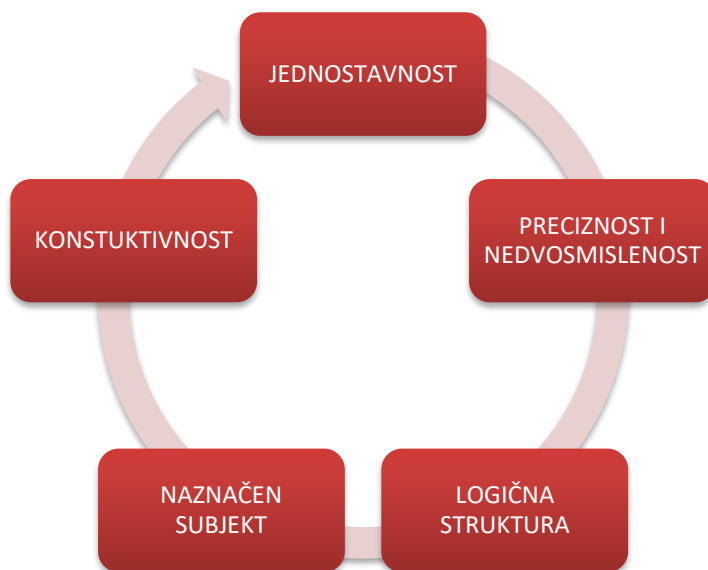 JEDNOSTAVNOST
PRECIZNOST I
NEDVOSMISLENOST
LOGIČNA
STRUKTURA
NAZNAČEN
SUBJEKT
KONSTUKTIVNOST